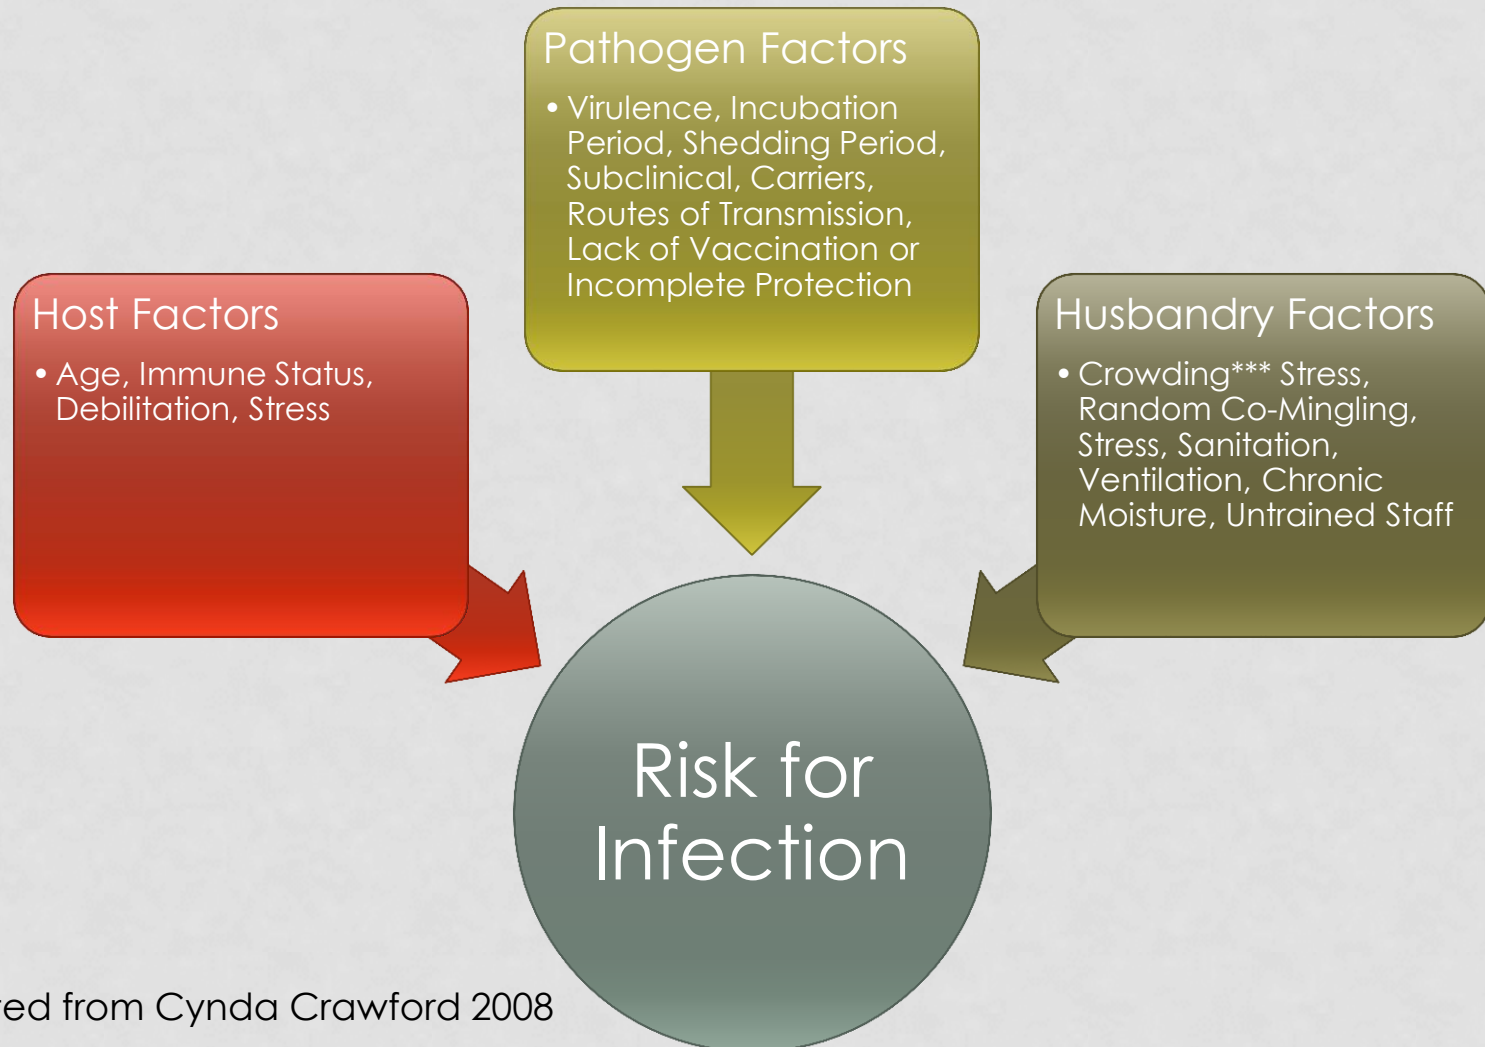 Pathogen Factors
• Virulence, Incubation
Period, Shedding Period,
Subclinical, Carriers,
Routes of Transmission,
Lack of Vaccination or
Incomplete Protection
Host Factors
• Age, Immune Status,
Debilitation, Stress
Husbandry Factors
• Crowding*** Stress,
Random Co-Mingling,
Stress, Sanitation,
Ventilation, Chronic
Moisture, Untrained Staff
Risk for
Infection
from Cynda Crawford 2008